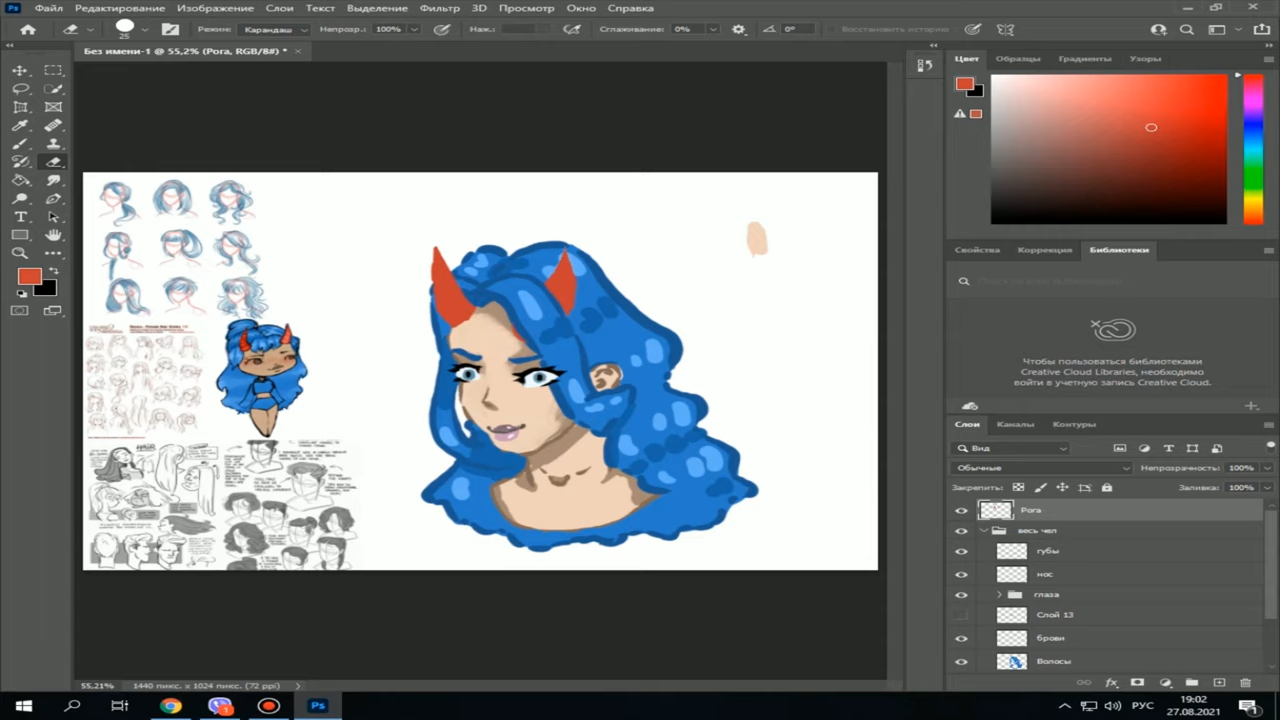 Ps Файл Редактирование Изображение Слои Текст Выделение Фильтр 3D Просмотр Окно Справка
25 Режим: Карандаш Непрозр.: 100% Наж.: Сглаживание: 0% 0° Восстановить историю
Без имени-1 @ 55,2% (Рога, RGB/8#) *
Цвет Образцы Градиенты Узоры
Свойства Коррекция Библиотеки
Чтобы пользоваться библиотеками
Creative Cloud Libraries, необходимо
войти в учетную запись Creative Cloud.
Слои Каналы Контуры
Вид
Обычные Непрозрачность: 100%
Закрепить: Заливка: 100%
Рога
весь чел
губы
нос
глаза
Слой 13
брови
Волосы
55,21% 1440 пикс. x 1024 пикс. (72 ppi)
1 Ps РУС 19:02
27.08.2021 1